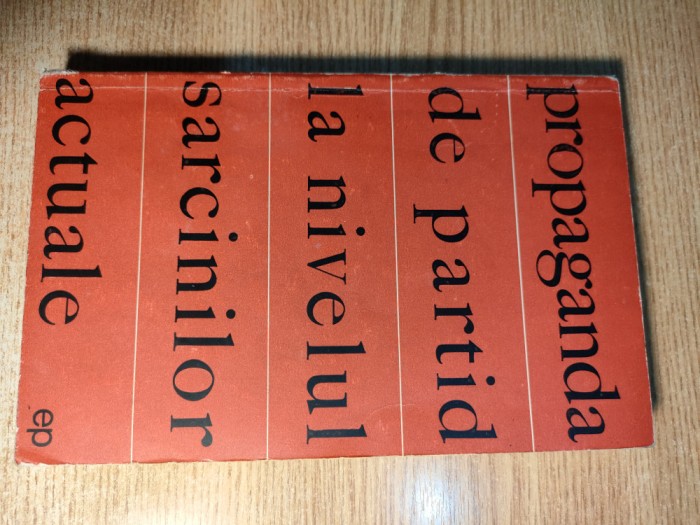 propaganda
de partid
la nivelul
sarcinilor
actuale
ep